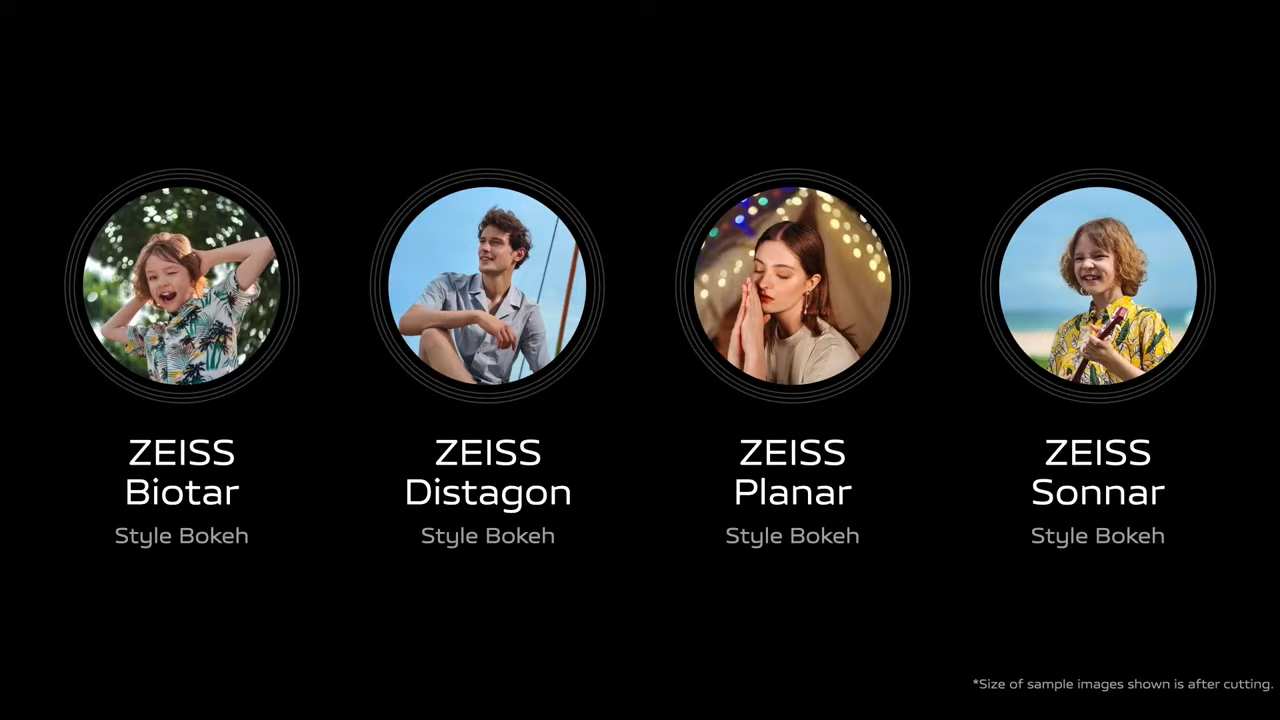 ZEISS
Biotar
Style Bokeh
ZEISS
Distagon
Style Bokeh
ZEISS
Planar
Style Bokeh
ZEISS
Sonnar
Style Bokeh
*Size of sample images shown is after cutting.